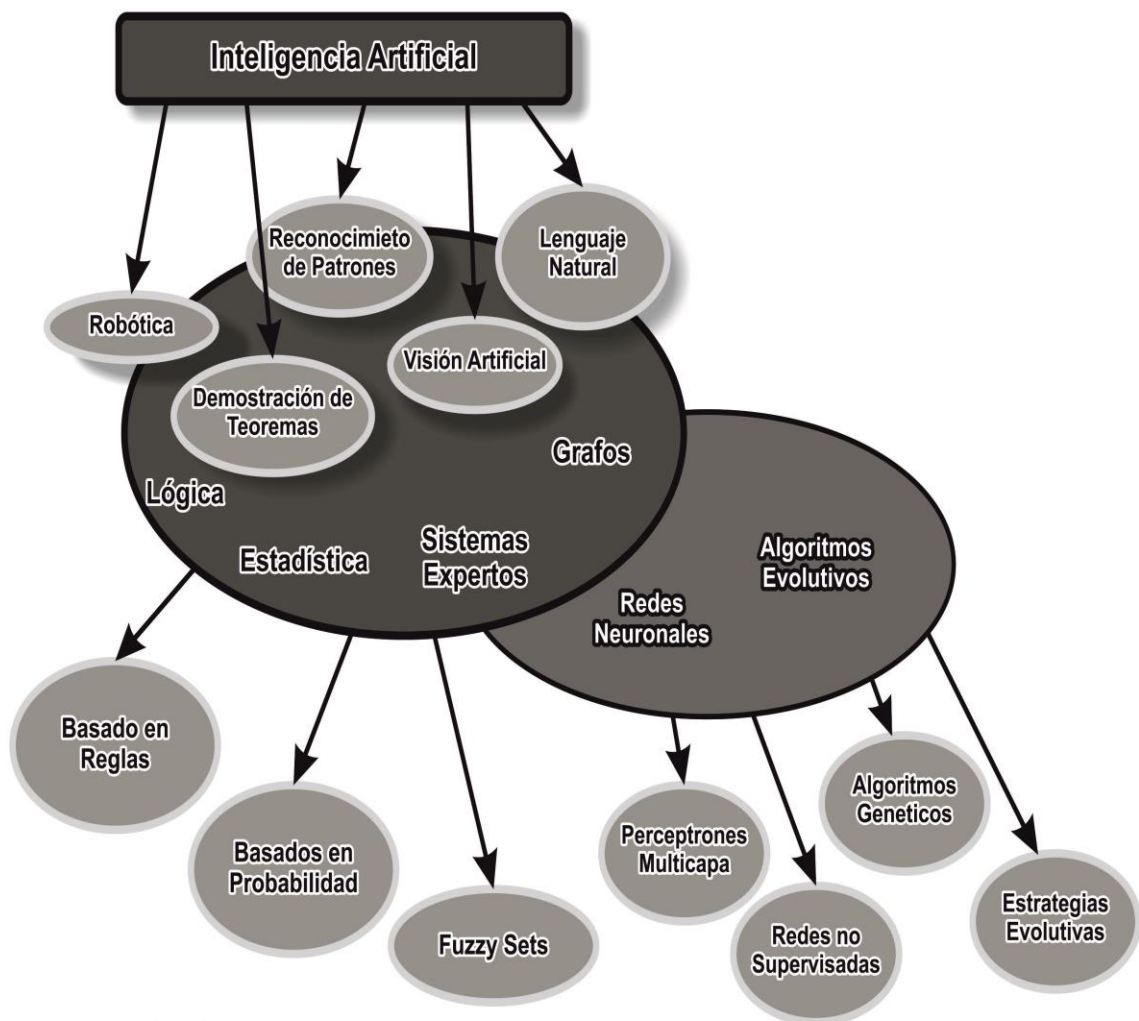 Inteligencia Artificial
Reconocimieto
de Patrones
Lenguaje
Natural
Robótica
Visión Artificial
Demostración de
Teoremas
Grafos
Lógica
Estadística
Sistemas
Expertos
Algoritmos
Evolutivos
Redes
Neuronales
Basado en
Reglas
Basados en
Probabilidad
Fuzzy Sets
Perceptrones
Multicapa
Redes no
Supervisadas
Algoritmos
Geneticos
Estrategias
Evolutivas